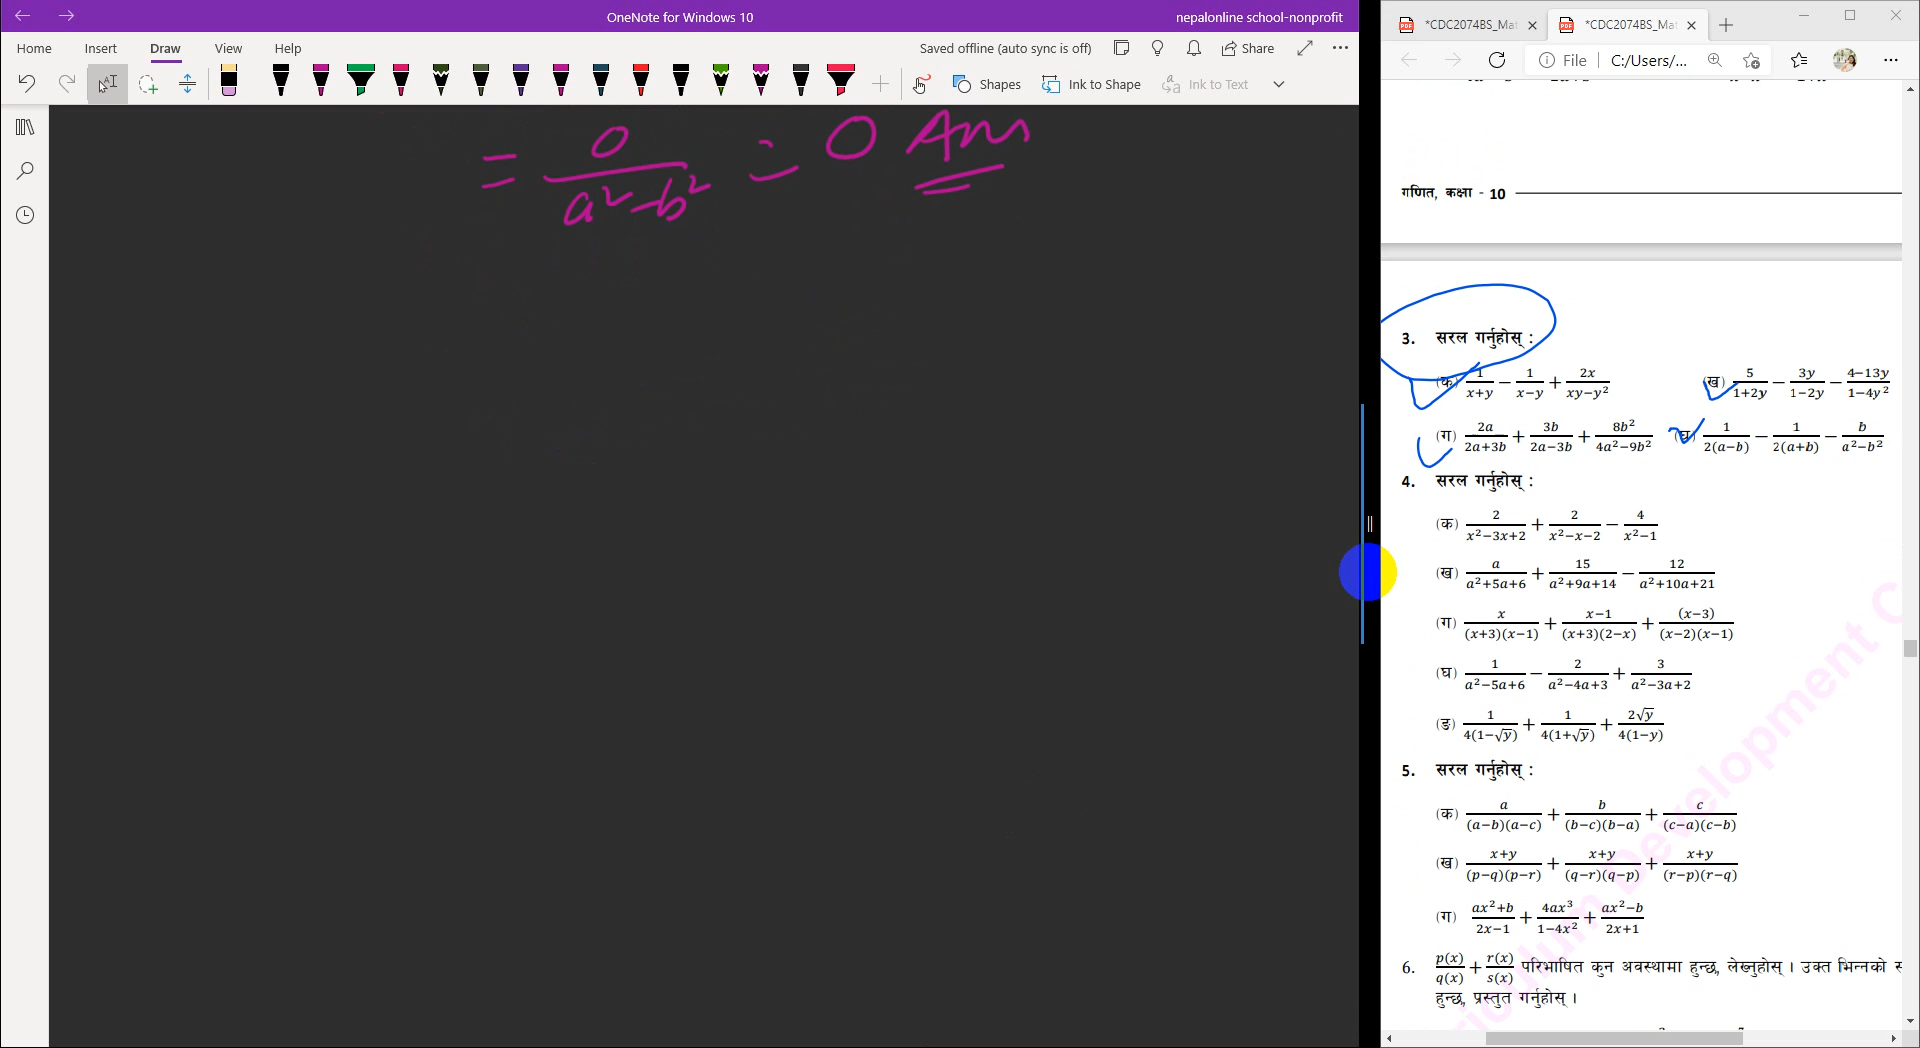 OneNote for Windows 10
nepalonline school-nonprofit
Home Insert Draw View Help
Saved offline (auto sync is off)
Share
Shapes
Ink to Shape
Ink to Text
= 0/(a²-b²) = 0 Ans
*CDC2074BS_Mat
*CDC2074BS_Mat
File
C:/Users/...
गणित, कक्षा - 10
3. सरल गर्नुहोस् :
(क) 1/(x+y) − 1/(x−y) + 2x/(xy−y²) (ख) 5/(1+2y) − 3y/(1−2y) − (4−13y)/(1−4y²)
(ग) 2a/(2a+3b) + 3b/(2a−3b) + 8b²/(4a²−9b²) (घ) 1/(2(a−b)) − 1/(2(a+b)) − b/(a²−b²)
4. सरल गर्नुहोस् :
(क) 2/(x²−3x+2) + 2/(x²−x−2) − 4/(x²−1)
(ख) a/(a²+5a+6) + 15/(a²+9a+14) − 12/(a²+10a+21)
(ग) x/((x+3)(x−1)) + (x−1)/((x+3)(2−x)) + (x−3)/((x−2)(x−1))
(घ) 1/(a²−5a+6) − 2/(a²−4a+3) + 3/(a²−3a+2)
(ङ) 1/(4(1−√y)) + 1/(4(1+√y)) + 2√y/(4(1−y))
5. सरल गर्नुहोस् :
(क) a/((a−b)(a−c)) + b/((b−c)(b−a)) + c/((c−a)(c−b))
(ख) (x+y)/((p−q)(p−r)) + (x+y)/((q−r)(q−p)) + (x+y)/((r−p)(r−q))
(ग) (ax²+b)/(2x−1) + 4ax³/(1−4x²) + (ax²−b)/(2x+1)
6. p(x)/q(x) + r(x)/s(x) परिभाषित कुन अवस्थामा हुन्छ, लेख्नुहोस् । उक्त भिन्नको
हुन्छ, प्रस्तुत गर्नुहोस् ।
Development C